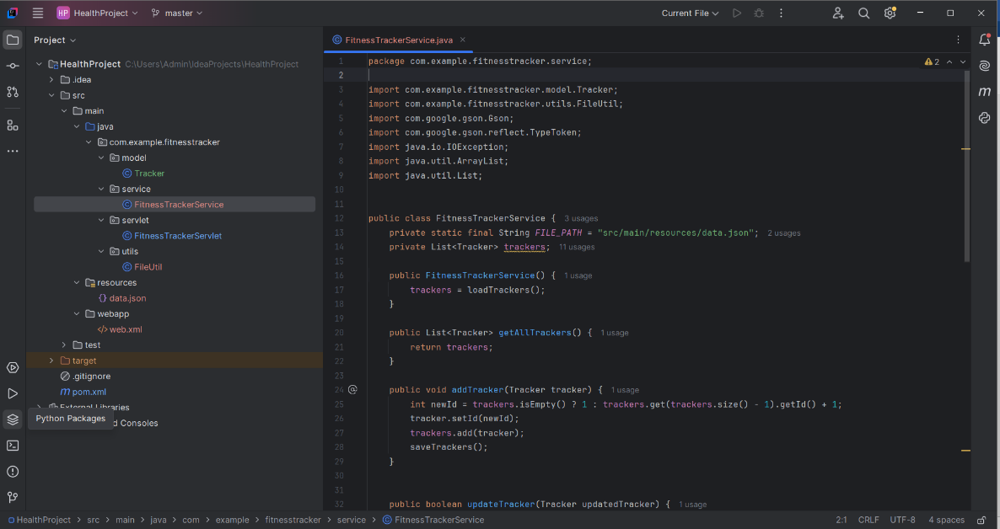 HP HealthProject master Current File
Project
FitnessTrackerService.java
HealthProject C:\Users\Admin\IdeaProjects\HealthProject
.idea
src
main
java
com.example.fitnesstracker
model
Tracker
service
FitnessTrackerService
servlet
FitnessTrackerServlet
utils
FileUtil
resources
data.json
webapp
web.xml
test
target
.gitignore
pom.xml
External Libraries
Python Packages
d Consoles
2
1 package com.example.fitnesstracker.service;
2
3 import com.example.fitnesstracker.model.Tracker;
4 import com.example.fitnesstracker.utils.FileUtil;
5 import com.google.gson.Gson;
6 import com.google.gson.reflect.TypeToken;
7 import java.io.IOException;
8 import java.util.ArrayList;
9 import java.util.List;
10
11
12 public class FitnessTrackerService { 3 usages
13 private static final String FILE_PATH = "src/main/resources/data.json"; 2 usages
14 private List<Tracker> trackers; 11 usages
15
16 public FitnessTrackerService() { 1 usage
17 trackers = loadTrackers();
18 }
19
20 public List<Tracker> getAllTrackers() { 1 usage
21 return trackers;
22 }
23
24 public void addTracker(Tracker tracker) { 1 usage
25 int newId = trackers.isEmpty() ? 1 : trackers.get(trackers.size() - 1).getId() + 1;
26 tracker.setId(newId);
27 trackers.add(tracker);
28 saveTrackers();
29 }
30
31
32 public boolean updateTracker(Tracker updatedTracker) { 1 usage
HealthProject > src > main > java > com > example > fitnesstracker > service > FitnessTrackerService 2:1 CRLF UTF-8 4 spaces